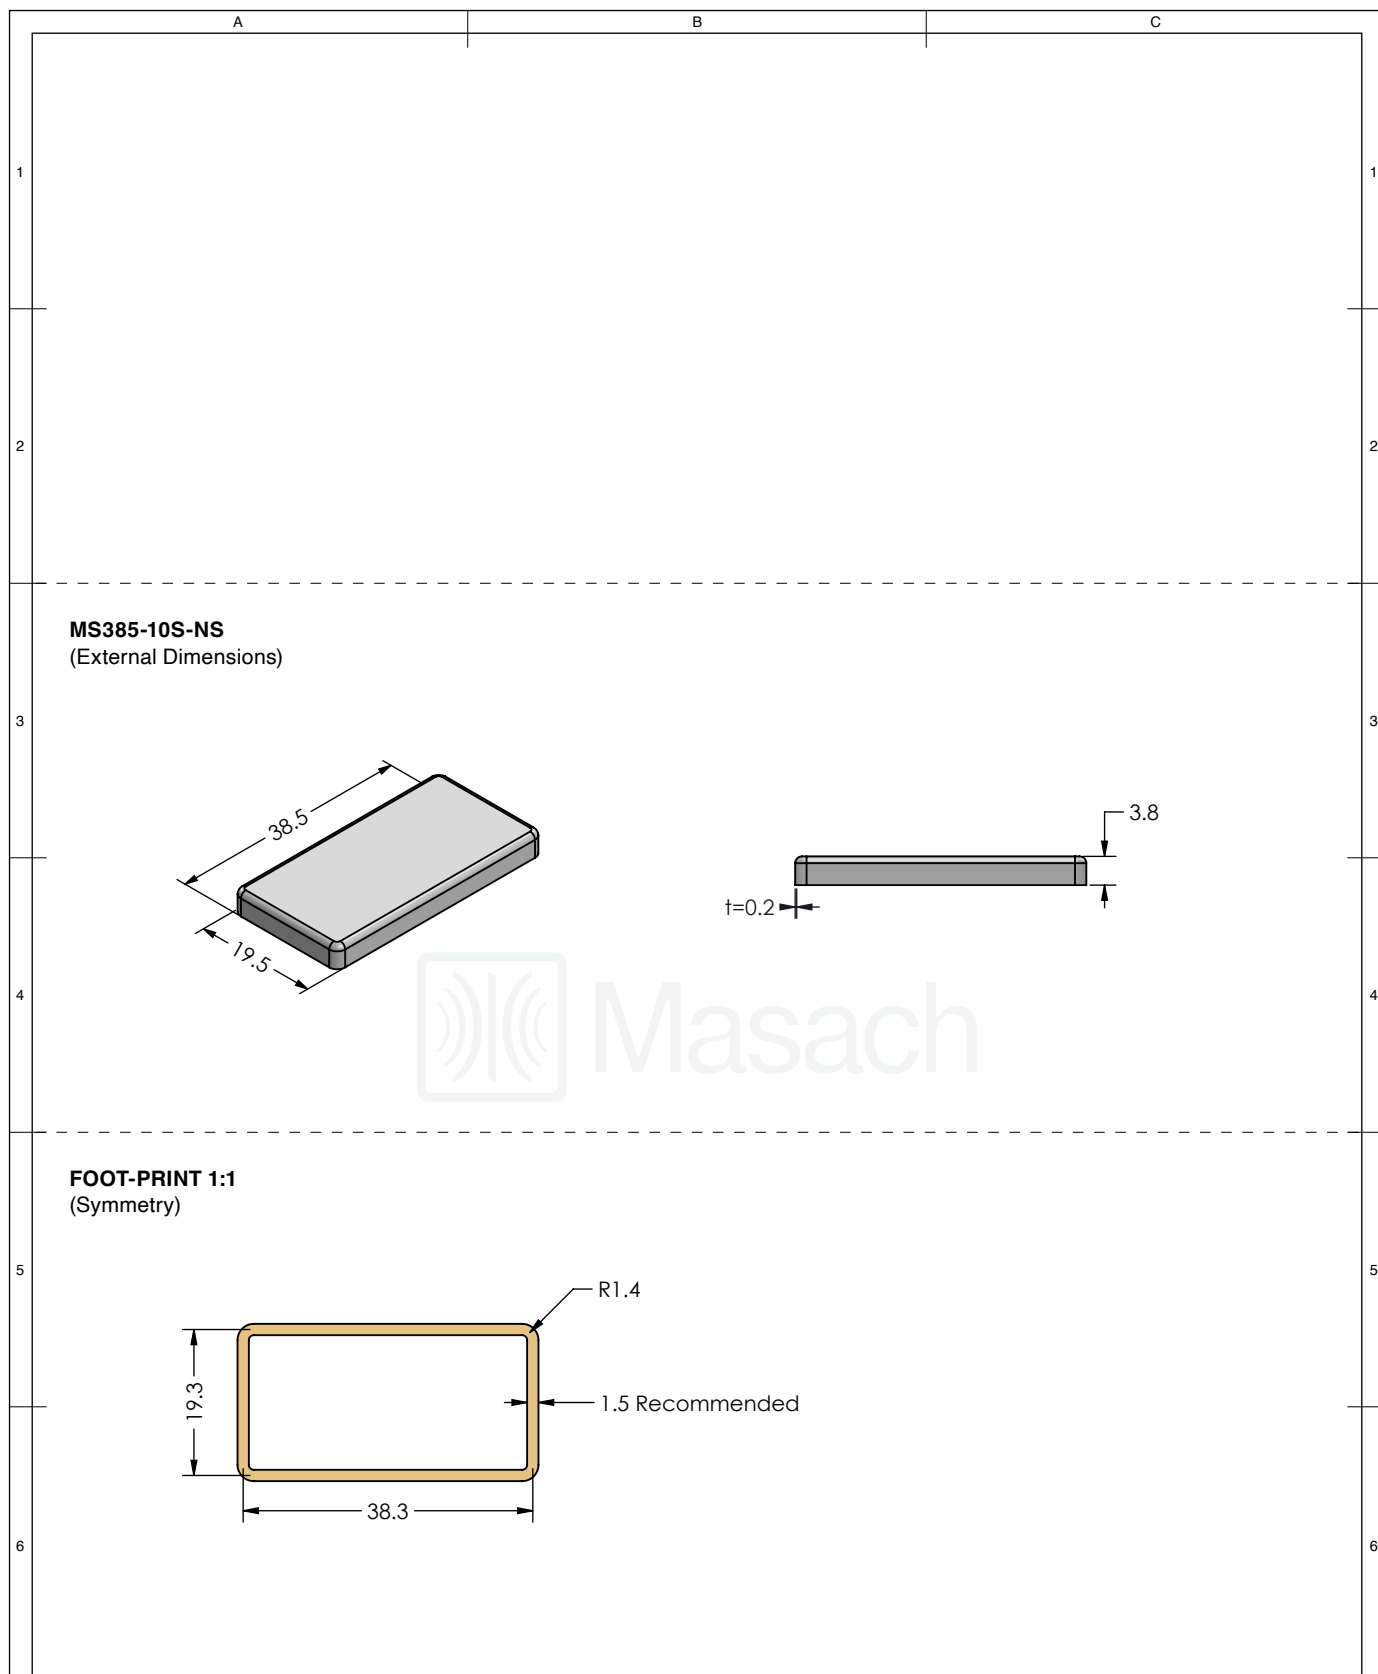 A B C
1 1
2 2
MS385-10S-NS
(External Dimensions)
3 3
38.5
3.8
t=0.2
19.5
4 4
Masach
FOOT-PRINT 1:1
(Symmetry)
5 5
R1.4
19.3
1.5 Recommended
38.3
6 6